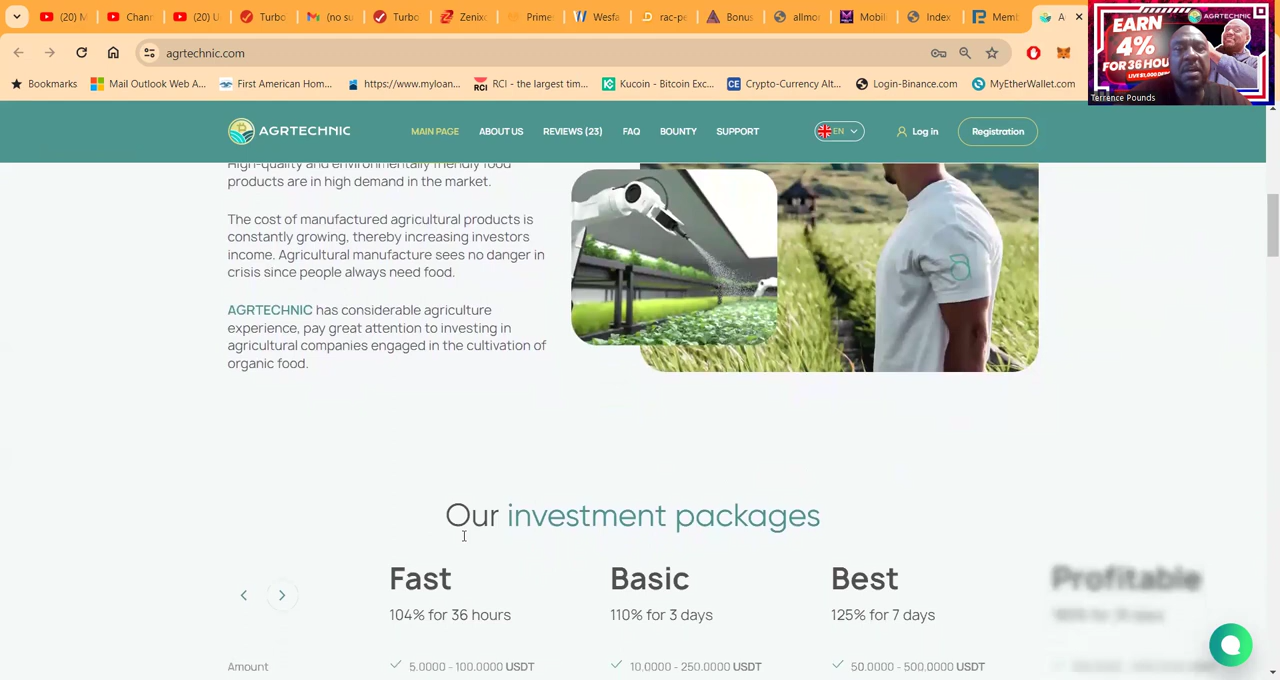 (20) M
Chann
(20) U
Turbo
(no su
Turbo
Zenix
Prime
Wesfa
rac-po
Bonus
allmo
Mobil
Index
Memb
A
agrtechnic.com
Bookmarks
Mail Outlook Web A...
First American Hom...
https://www.myloan...
RCI - the largest tim...
Kucoin - Bitcoin Exc...
Crypto-Currency Alt...
Login-Binance.com
MyEtherWallet.com
AGRTECHNIC
EARN
4%
FOR 36 HOU
LIVE $1,000 DEP
Terrence Pounds
AGRTECHNIC
MAIN PAGE
ABOUT US
REVIEWS (23)
FAQ
BOUNTY
SUPPORT
EN
Log in
Registration
High-quality and environmentally friendly food
products are in high demand in the market.
The cost of manufactured agricultural products is
constantly growing, thereby increasing investors
income. Agricultural manufacture sees no danger in
crisis since people always need food.
AGRTECHNIC has considerable agriculture
experience, pay great attention to investing in
agricultural companies engaged in the cultivation of
organic food.
Our investment packages
Fast
Basic
Best
Profitable
104% for 36 hours
110% for 3 days
125% for 7 days
Amount
5.0000 - 100.0000 USDT
10.0000 - 250.0000 USDT
50.0000 - 500.0000 USDT